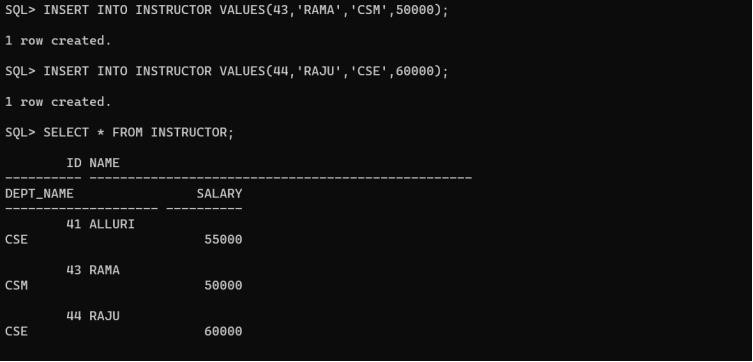 SQL> INSERT INTO INSTRUCTOR VALUES(43,'RAMA','CSM',50000);
1 row created.
SQL> INSERT INTO INSTRUCTOR VALUES(44,'RAJU','CSE',60000);
1 row created.
SQL> SELECT * FROM INSTRUCTOR;
        ID NAME
---------- --------------------------------------------------
DEPT_NAME                SALARY
-------------------- ----------
        41 ALLURI
CSE                       55000
        43 RAMA
CSM                       50000
        44 RAJU
CSE                       60000